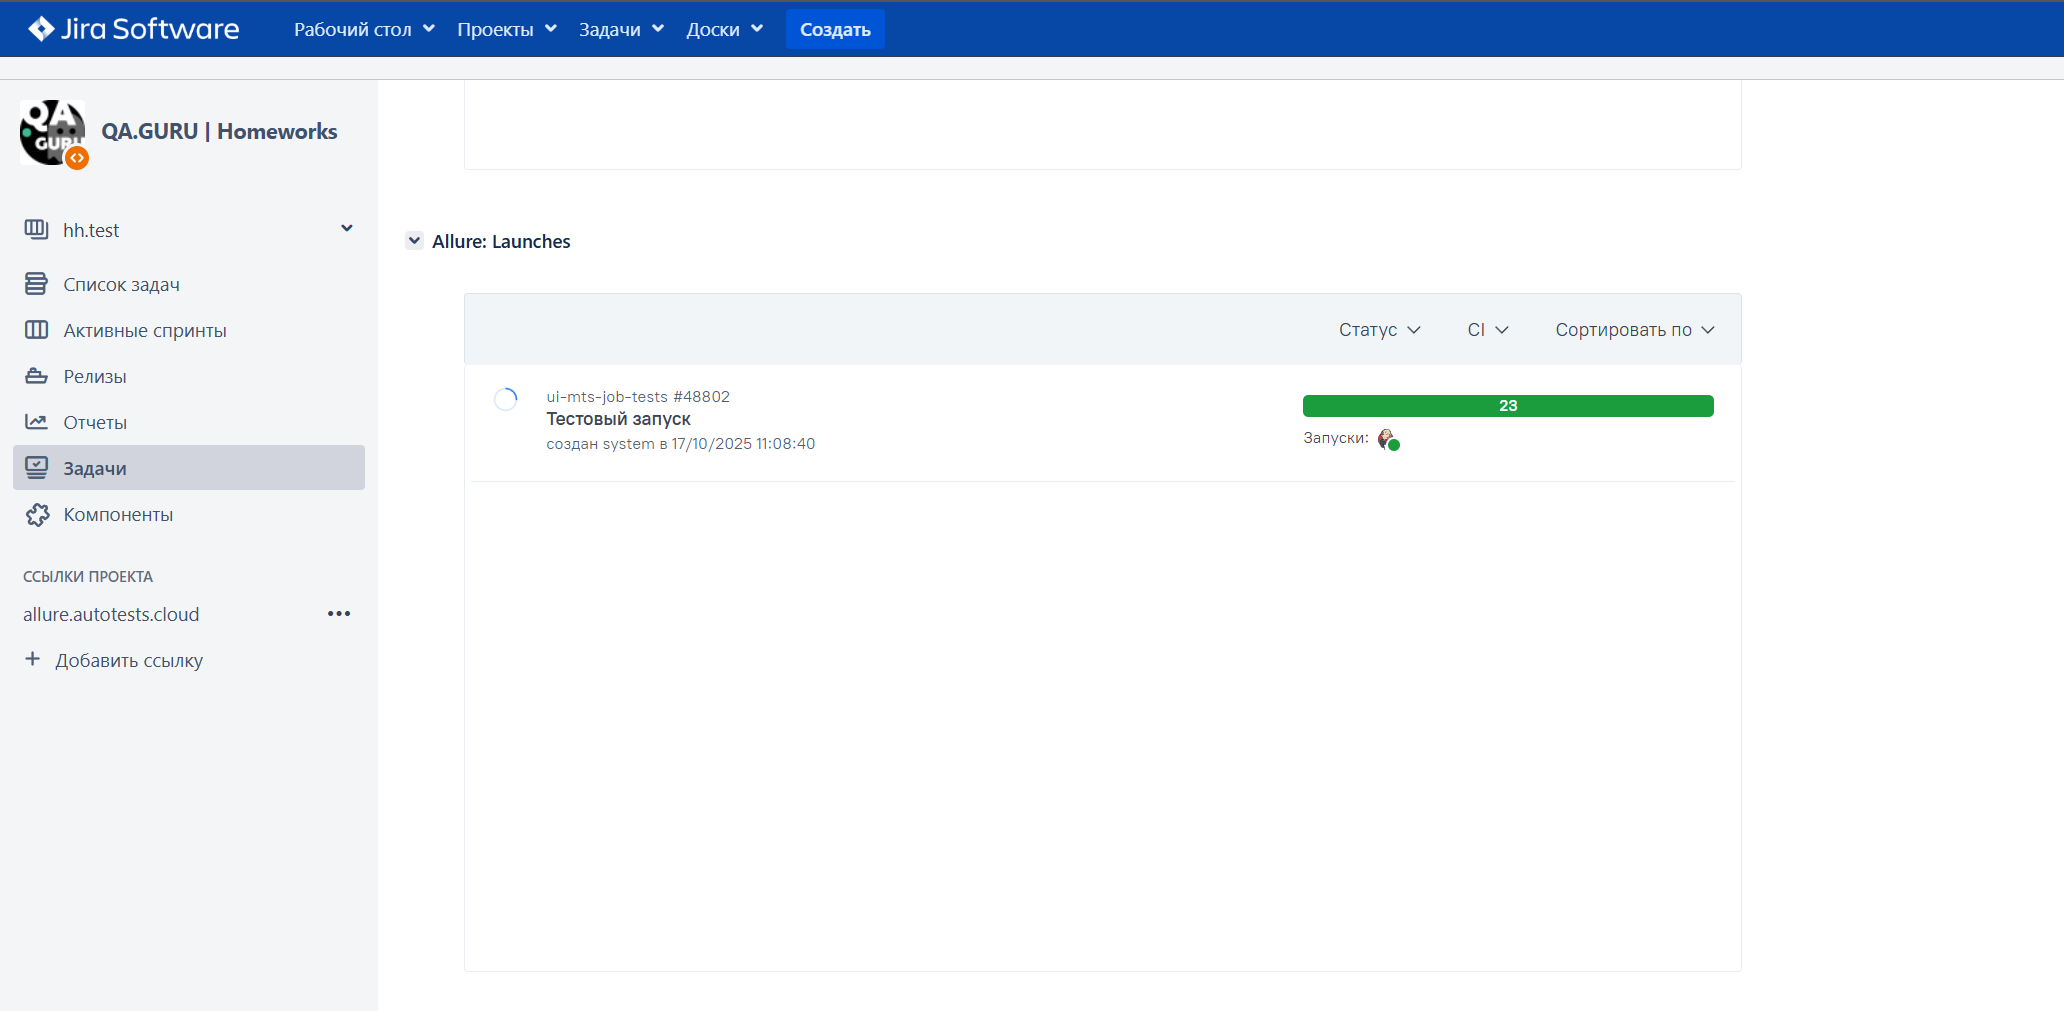 Jira Software
Рабочий стол
Проекты
Задачи
Доски
Создать
QA GURU
QA.GURU | Homeworks
hh.test
Список задач
Активные спринты
Релизы
Отчеты
Задачи
Компоненты
ССЫЛКИ ПРОЕКТА
allure.autotests.cloud
Добавить ссылку
Allure: Launches
Статус
CI
Сортировать по
ui-mts-job-tests #48802
Тестовый запуск
создан system в 17/10/2025 11:08:40
23
Запуски: